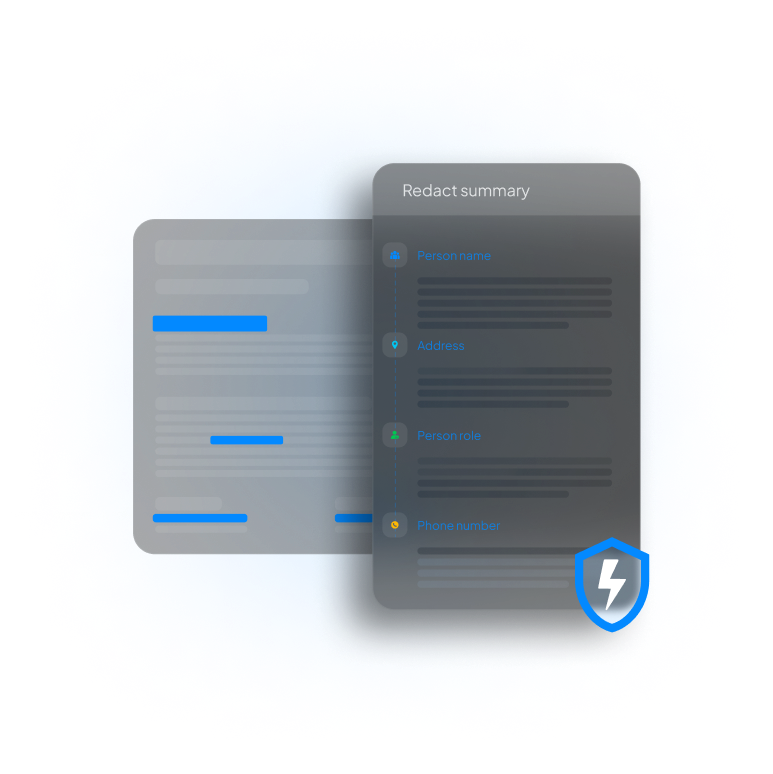 Redact summary
Person name
Address
Person role
Phone number